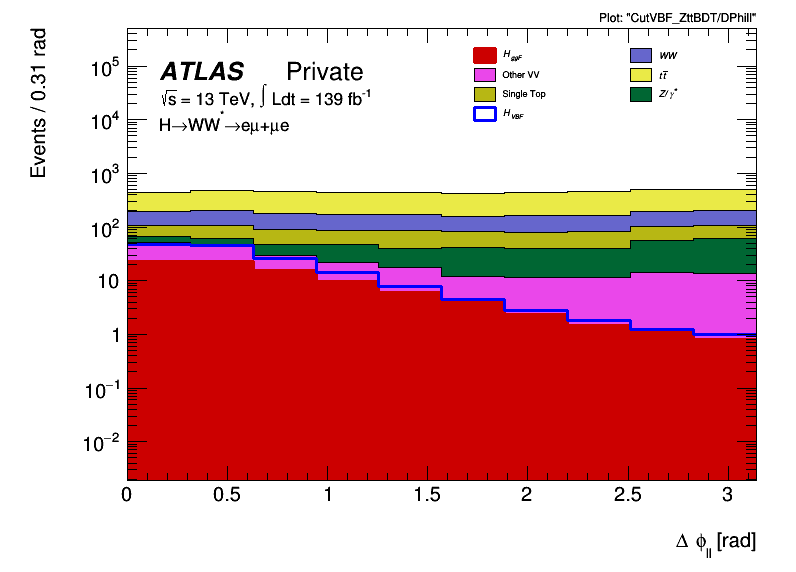 Plot: "CutVBF_ZttBDT/DPhill"
Events / 0.31 rad
ATLAS Private
√s = 13 TeV, ∫ Ldt = 139 fb⁻¹
H→WW*→eμ+μe
H_ggF
WW
Other VV
tt̅
Single Top
Z/γ*
H_VBF
10⁵
10⁴
10³
10²
10
1
10⁻¹
10⁻²
0 0.5 1 1.5 2 2.5 3
Δ φ_ll [rad]